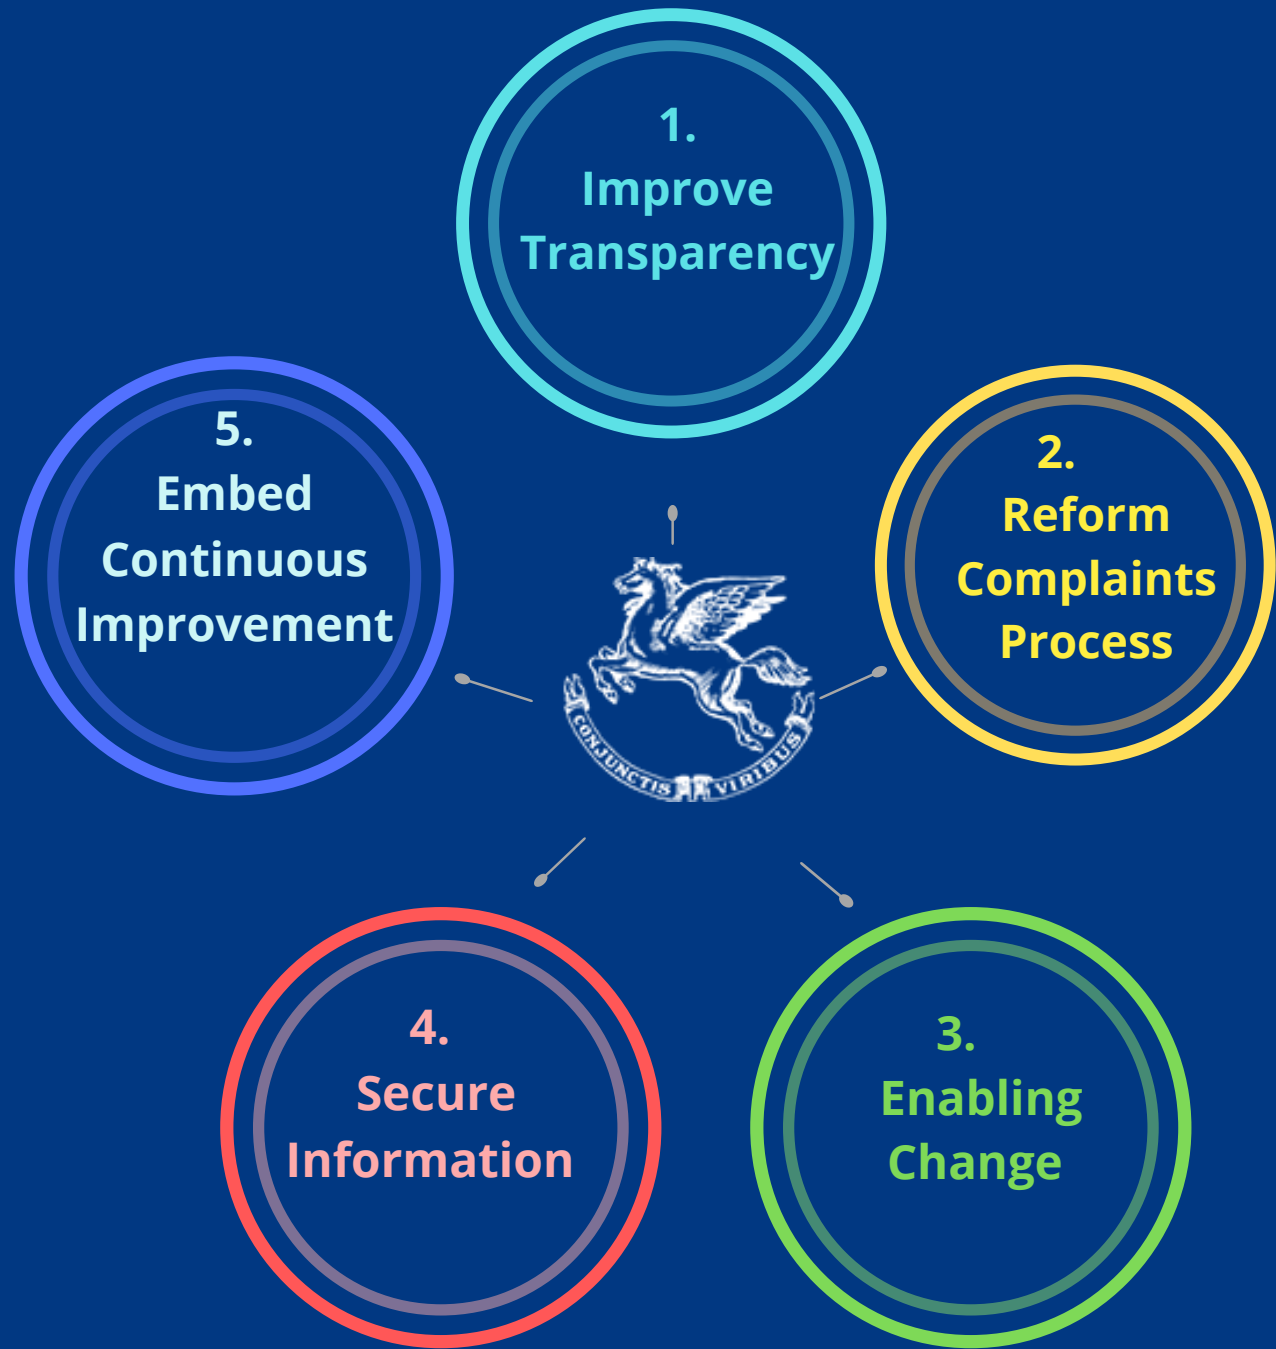 1.
Improve
Transparency
2.
Reform
Complaints
Process
3.
Enabling
Change
4.
Secure
Information
5.
Embed
Continuous
Improvement
CONJUNCTIS VIRIBUS